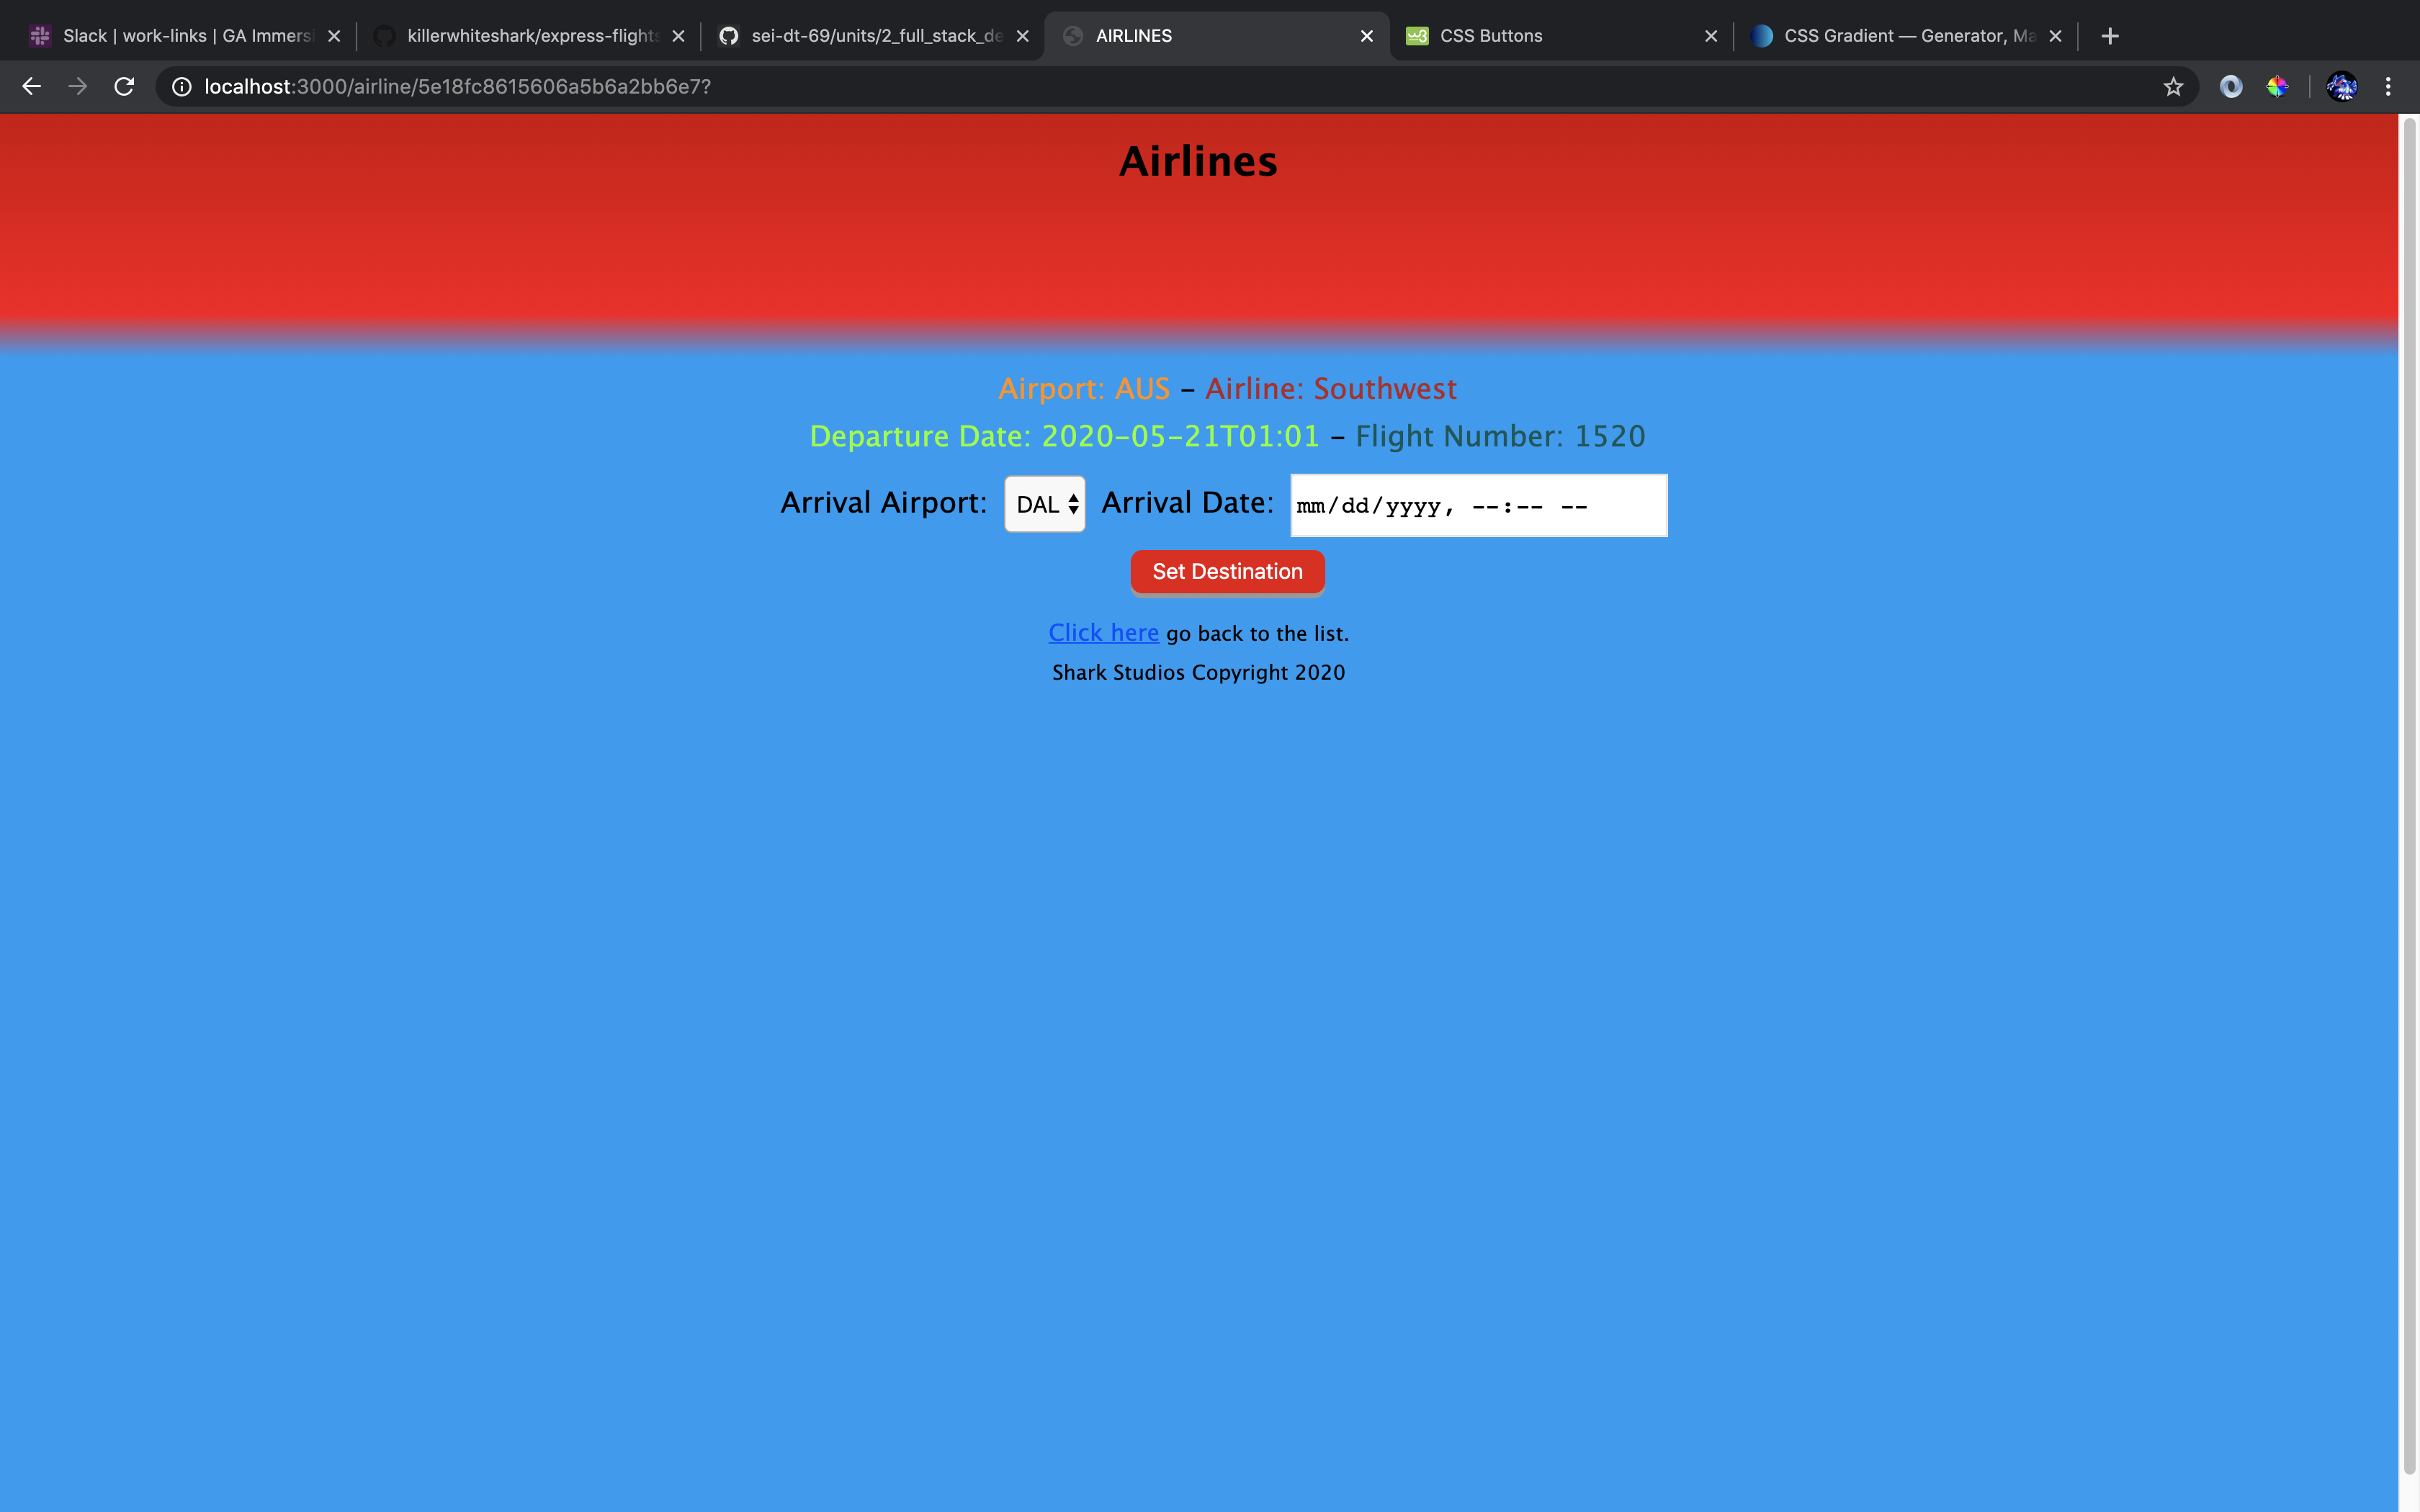 Slack | work-links | GA Immersi
killerwhiteshark/express-flights
sei-dt-69/units/2_full_stack_de
AIRLINES
CSS Buttons
CSS Gradient — Generator, Ma
localhost:3000/airline/5e18fc8615606a5b6a2bb6e7?
Airlines
Airport: AUS - Airline: Southwest
Departure Date: 2020-05-21T01:01 - Flight Number: 1520
Arrival Airport: DAL Arrival Date: mm/dd/yyyy, --:-- --
Set Destination
Click here go back to the list.
Shark Studios Copyright 2020